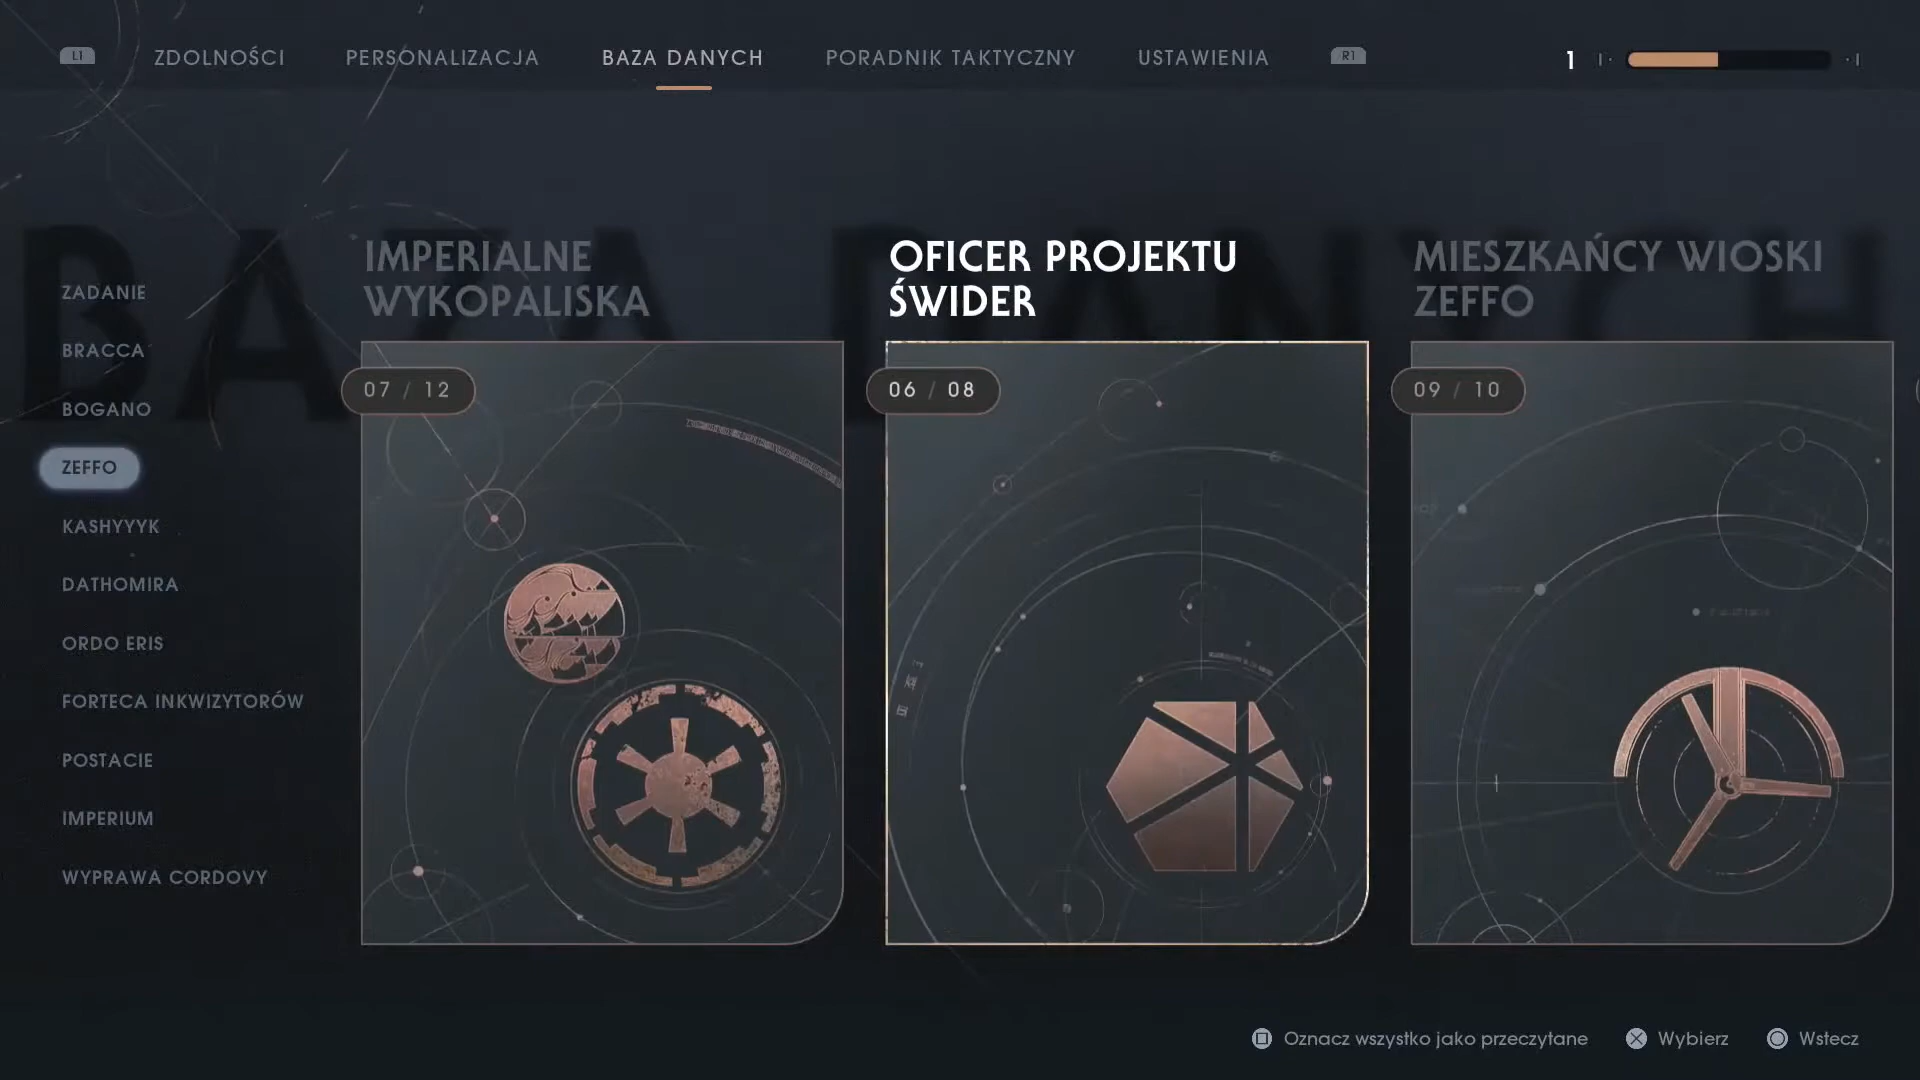 L1
ZDOLNOŚCI
PERSONALIZACJA
BAZA DANYCH
PORADNIK TAKTYCZNY
USTAWIENIA
R1
1
BAZA DANYCH
ZADANIE
BRACCA
BOGANO
ZEFFO
KASHYYYK
DATHOMIRA
ORDO ERIS
FORTECA INKWIZYTORÓW
POSTACIE
IMPERIUM
WYPRAWA CORDOVY
IMPERIALNE
WYKOPALISKA
07 / 12
OFICER PROJEKTU
ŚWIDER
06 / 08
MIESZKAŃCY WIOSKI
ZEFFO
09 / 10
Oznacz wszystko jako przeczytane
Wybierz
Wstecz